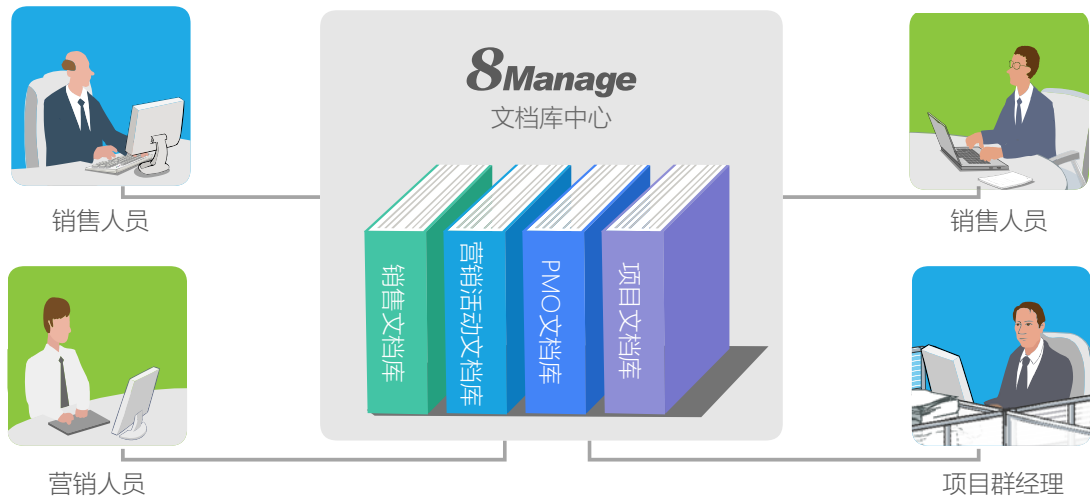 8Manage
文档库中心
销售人员
销售人员
销售文档库
营销活动文档库
PMO文档库
项目文档库
营销人员
项目群经理